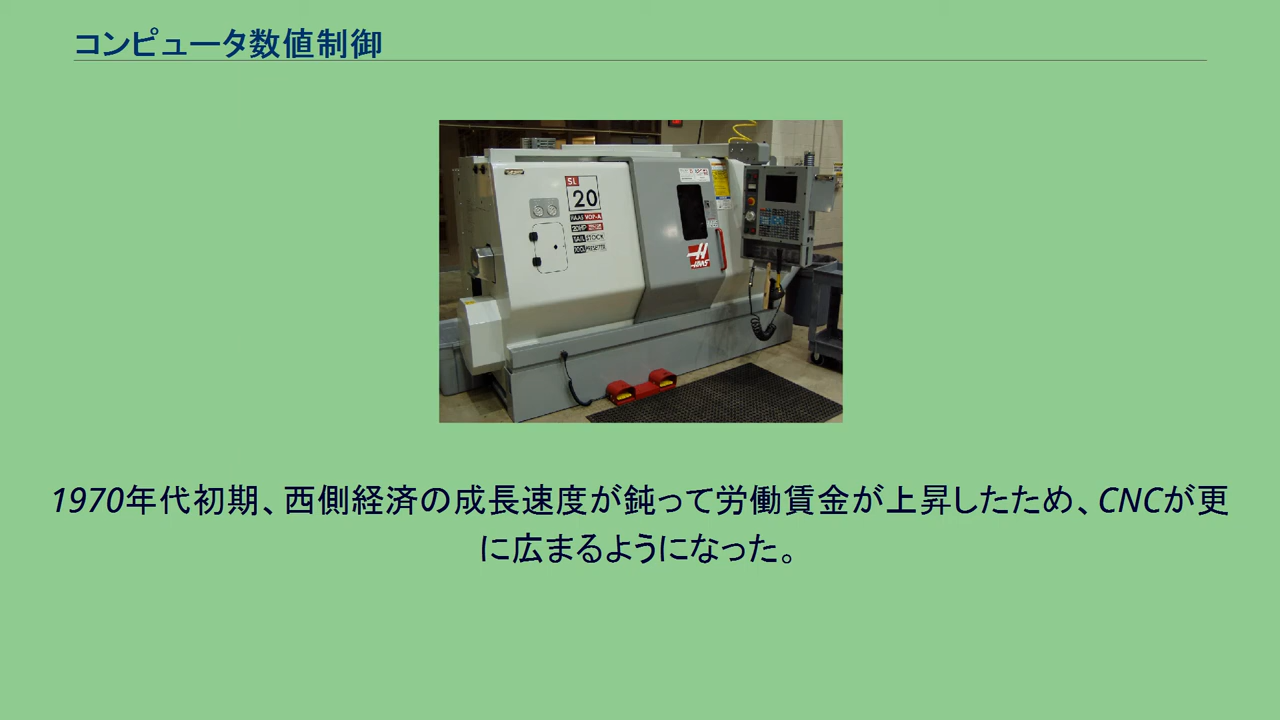 コンピュータ数値制御
SL
20
HAAS
1970年代初期、西側経済の成長速度が鈍って労働賃金が上昇したため、CNCが更
に広まるようになった。